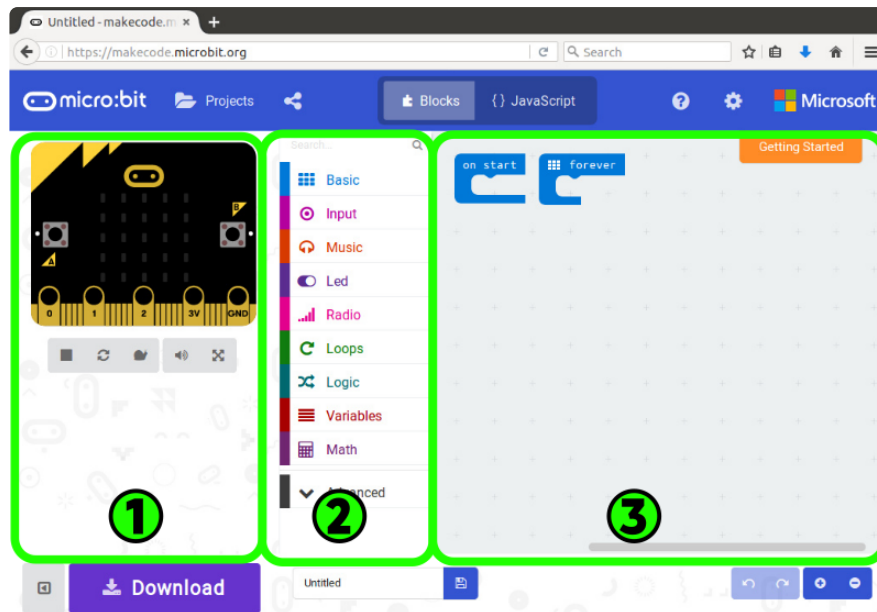 Untitled - makecode.m
https://makecode.microbit.org
Search
micro:bit
Projects
Blocks
{} JavaScript
Microsoft
Search...
Getting Started
on start
forever
Basic
Input
Music
Led
Radio
Loops
Logic
Variables
Math
Advanced
A
B
0
1
2
3V
GND
1
2
3
Download
Untitled